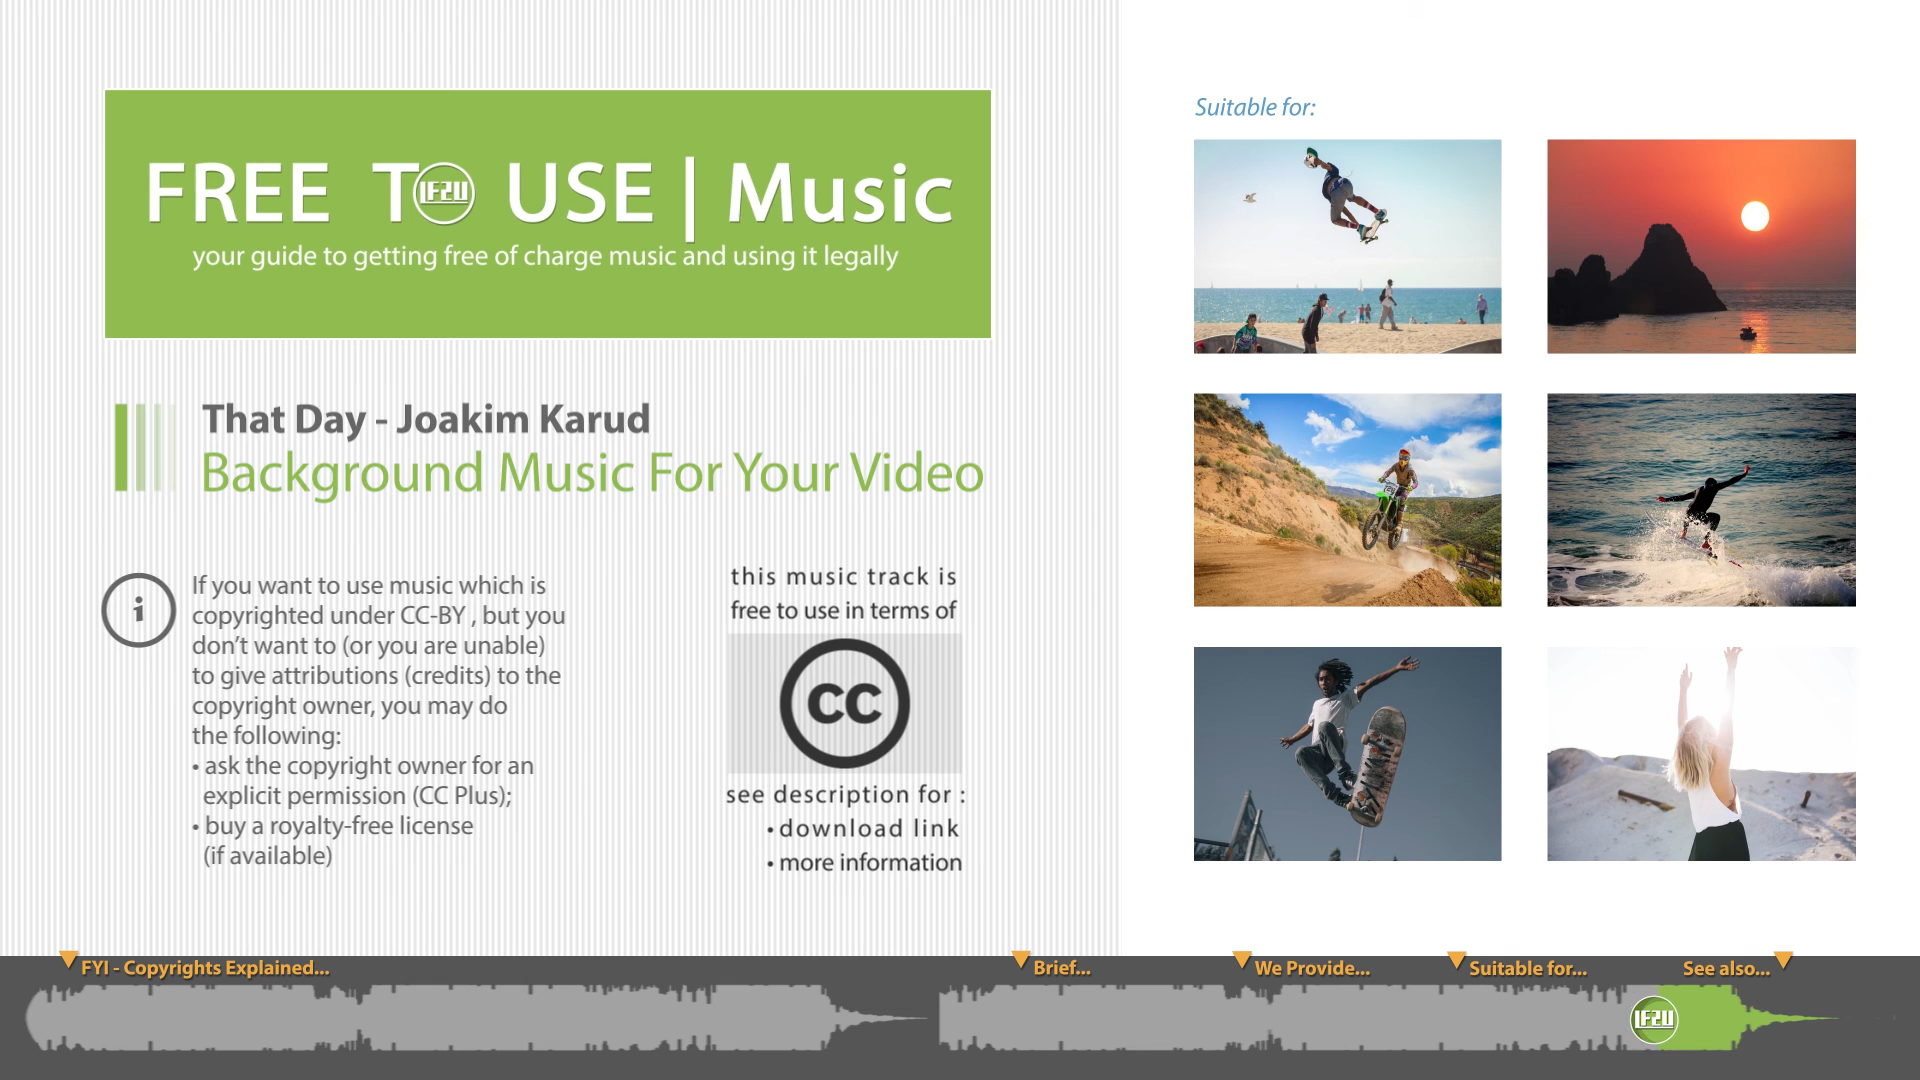 FREE TO USE | Music
IF2U
your guide to getting free of charge music and using it legally
That Day - Joakim Karud
Background Music For Your Video
i
If you want to use music which is
copyrighted under CC-BY , but you
don't want to (or you are unable)
to give attributions (credits) to the
copyright owner, you may do
the following:
• ask the copyright owner for an
explicit permission (CC Plus);
• buy a royalty-free license
(if available)
this music track is
free to use in terms of
CC
see description for :
• download link
• more information
Suitable for:
FYI - Copyrights Explained...
Brief...
We Provide...
Suitable for...
See also...
IF2U